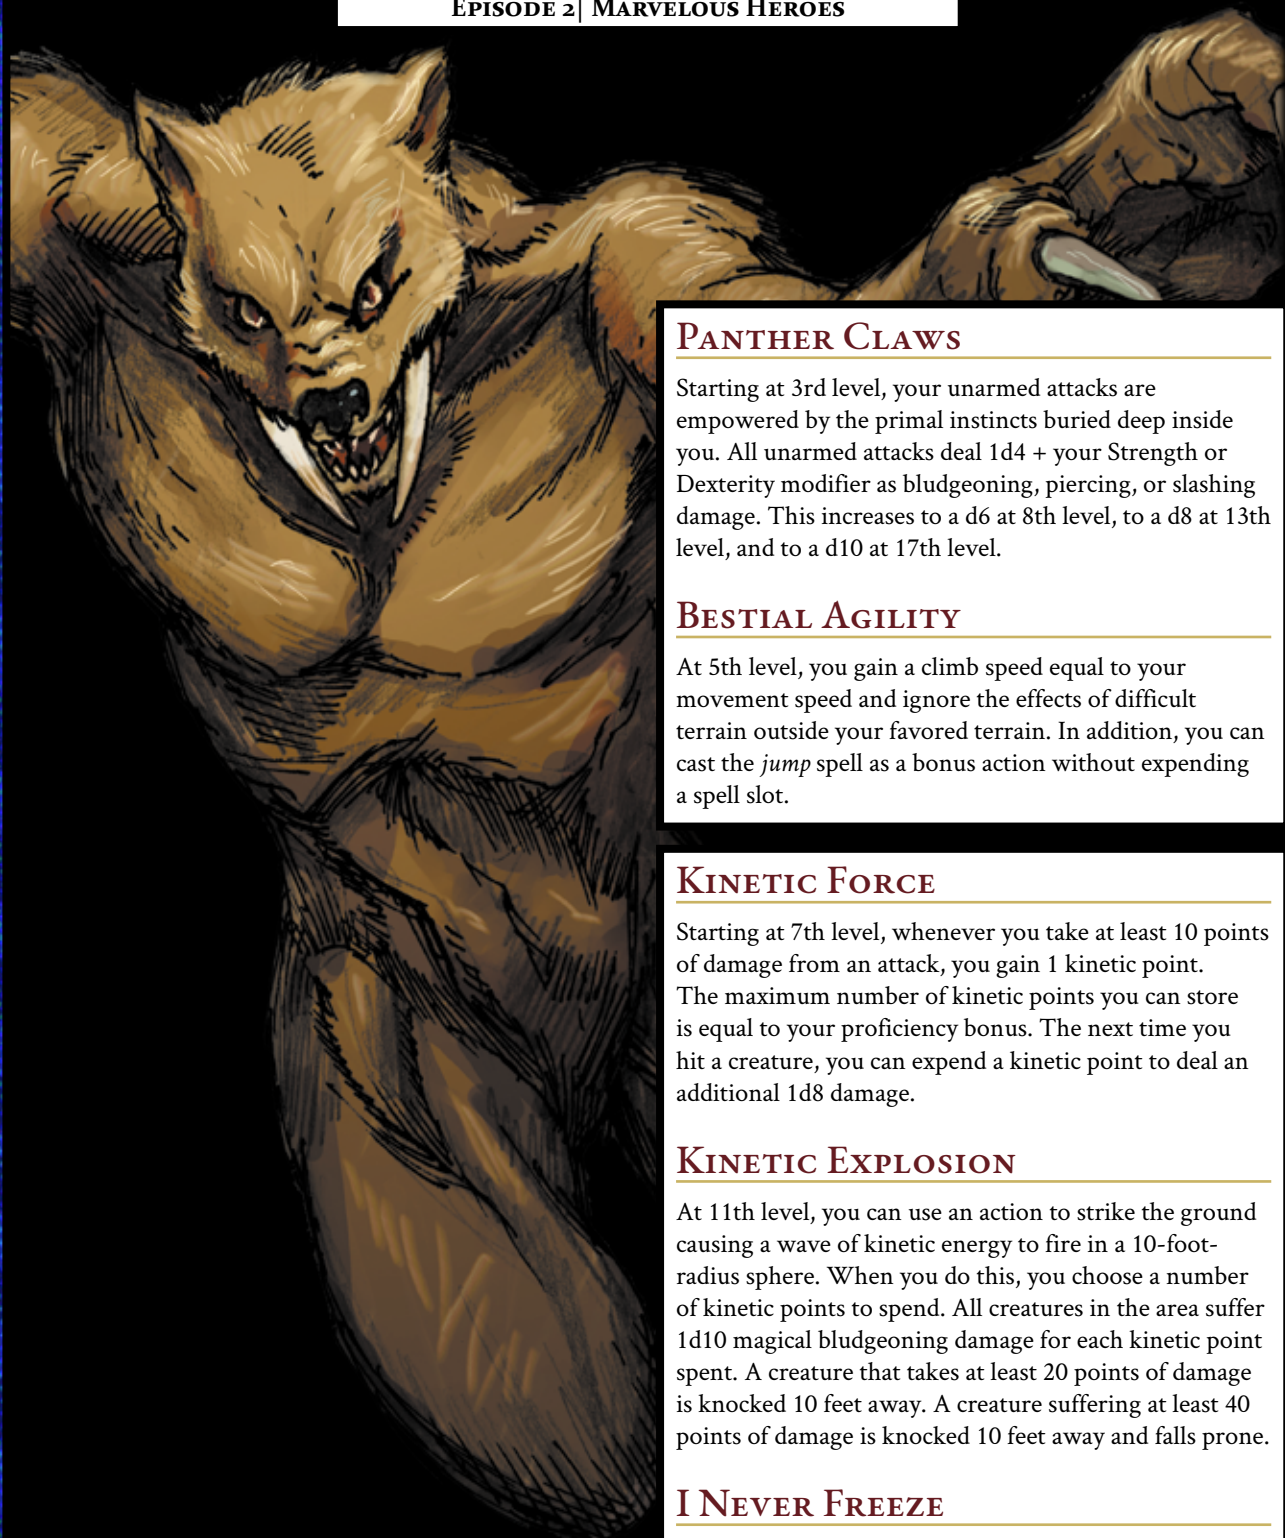 Episode 2| Marvelous Heroes
Panther Claws
Starting at 3rd level, your unarmed attacks are
empowered by the primal instincts buried deep inside
you. All unarmed attacks deal 1d4 + your Strength or
Dexterity modifier as bludgeoning, piercing, or slashing
damage. This increases to a d6 at 8th level, to a d8 at 13th
level, and to a d10 at 17th level.
Bestial Agility
At 5th level, you gain a climb speed equal to your
movement speed and ignore the effects of difficult
terrain outside your favored terrain. In addition, you can
cast the jump spell as a bonus action without expending
a spell slot.
Kinetic Force
Starting at 7th level, whenever you take at least 10 points
of damage from an attack, you gain 1 kinetic point.
The maximum number of kinetic points you can store
is equal to your proficiency bonus. The next time you
hit a creature, you can expend a kinetic point to deal an
additional 1d8 damage.
Kinetic Explosion
At 11th level, you can use an action to strike the ground
causing a wave of kinetic energy to fire in a 10-foot-
radius sphere. When you do this, you choose a number
of kinetic points to spend. All creatures in the area suffer
1d10 magical bludgeoning damage for each kinetic point
spent. A creature that takes at least 20 points of damage
is knocked 10 feet away. A creature suffering at least 40
points of damage is knocked 10 feet away and falls prone.
I Never Freeze